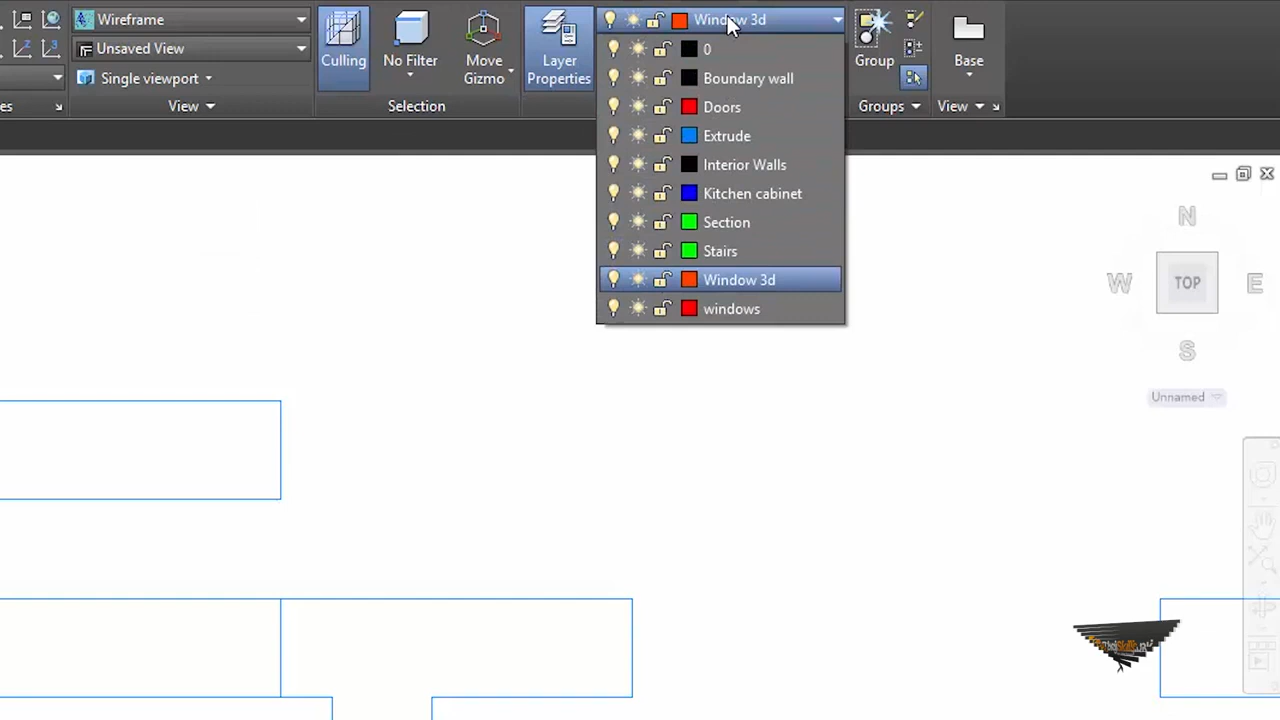 Wireframe
Unsaved View
Single viewport
View
es
Culling
No Filter
Move
Gizmo
Selection
Layer
Properties
Window 3d
0
Boundary wall
Doors
Extrude
Interior Walls
Kitchen cabinet
Section
Stairs
Window 3d
windows
Group
Groups
Base
View
N
W
TOP
E
S
Unnamed